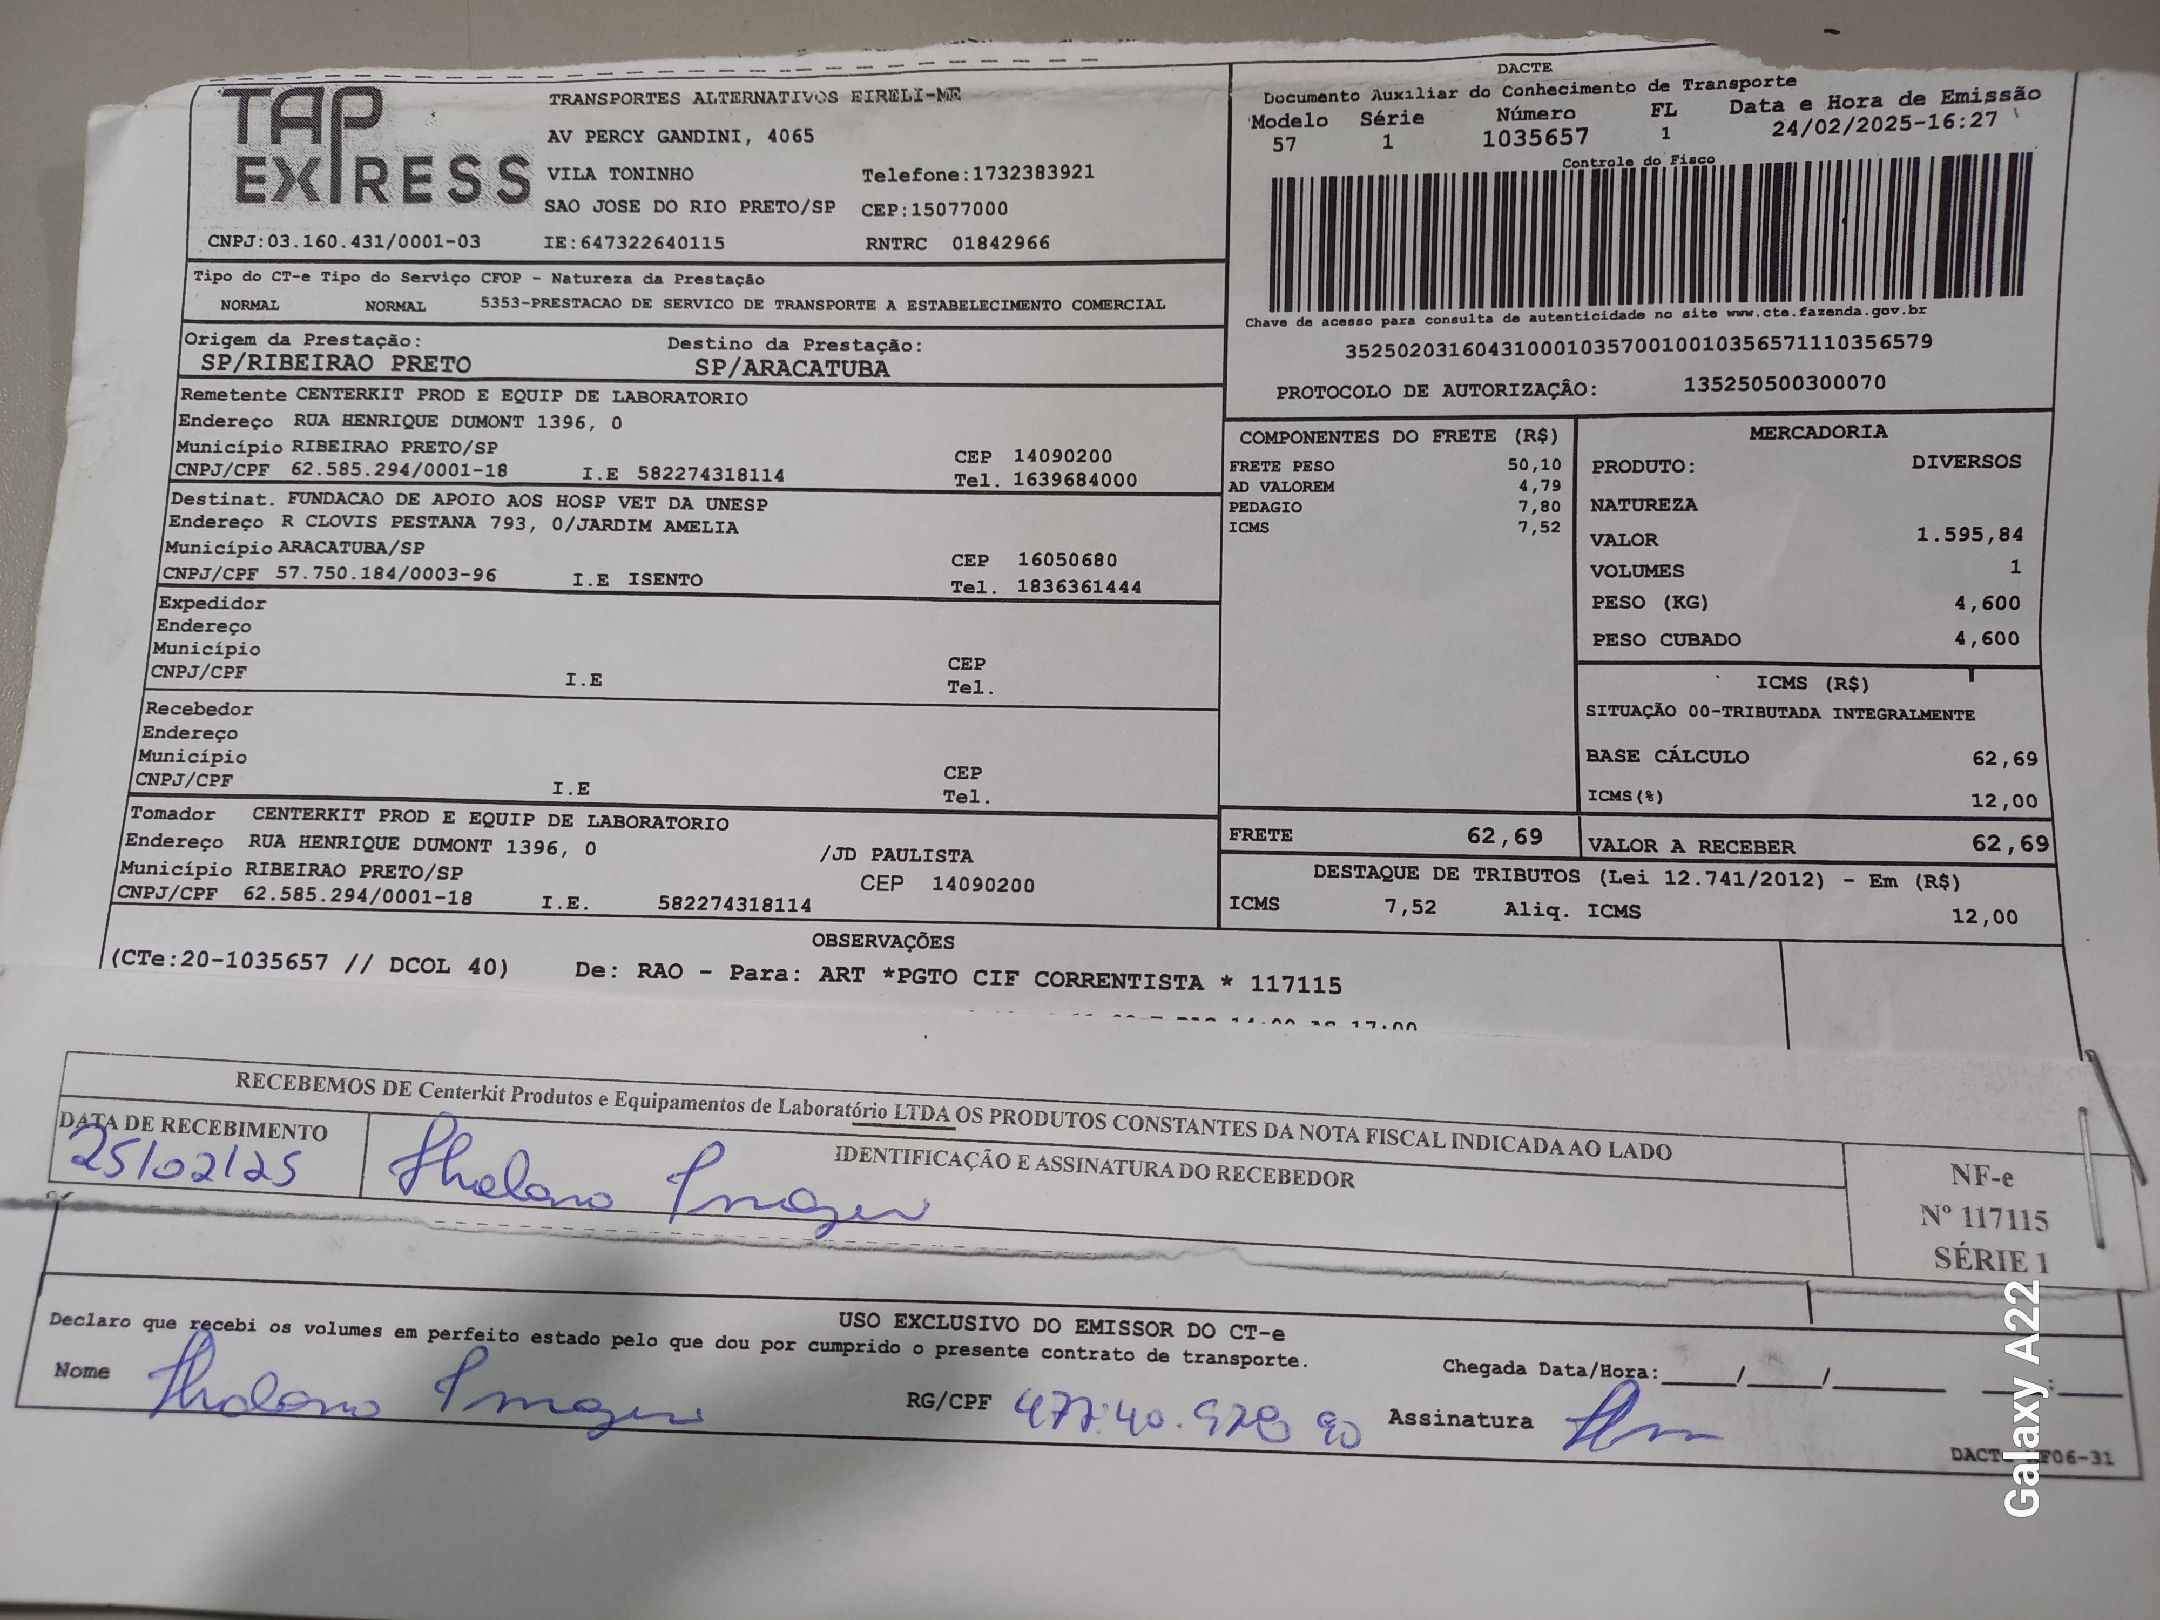 TAP EXPRESS
TRANSPORTES ALTERNATIVOS EIRELI-ME
AV PERCY GANDINI, 4065
VILA TONINHO Telefone:1732383921
SAO JOSE DO RIO PRETO/SP CEP:15077000
CNPJ:03.160.431/0001-03 IE:647322640115 RNTRC 01842966
DACTE
Documento Auxiliar do Conhecimento de Transporte
Modelo Série Número FL Data e Hora de Emissão
57 1 1035657 1 24/02/2025-16:27
Controle do Fisco
Chave de acesso para consulta de autenticidade no site www.cte.fazenda.gov.br
35250203160431000103570010010356571110356579
PROTOCOLO DE AUTORIZAÇÃO: 135250500300070
Tipo do CT-e Tipo do Serviço CFOP - Natureza da Prestação
NORMAL NORMAL 5353-PRESTACAO DE SERVICO DE TRANSPORTE A ESTABELECIMENTO COMERCIAL
Origem da Prestação: Destino da Prestação:
SP/RIBEIRAO PRETO SP/ARACATUBA
Remetente CENTERKIT PROD E EQUIP DE LABORATORIO
Endereço RUA HENRIQUE DUMONT 1396, 0
Município RIBEIRAO PRETO/SP CEP 14090200
CNPJ/CPF 62.585.294/0001-18 I.E 582274318114 Tel. 1639684000
Destinat. FUNDACAO DE APOIO AOS HOSP VET DA UNESP
Endereço R CLOVIS PESTANA 793, 0/JARDIM AMELIA
Município ARACATUBA/SP CEP 16050680
CNPJ/CPF 57.750.184/0003-96 I.E ISENTO Tel. 1836361444
Expedidor
Endereço
Município CEP
CNPJ/CPF I.E Tel.
Recebedor
Endereço
Município CEP
CNPJ/CPF I.E Tel.
Tomador CENTERKIT PROD E EQUIP DE LABORATORIO
Endereço RUA HENRIQUE DUMONT 1396, 0 /JD PAULISTA
Município RIBEIRAO PRETO/SP CEP 14090200
CNPJ/CPF 62.585.294/0001-18 I.E. 582274318114
COMPONENTES DO FRETE (R$)
FRETE PESO 50,10
AD VALOREM 4,79
PEDAGIO 7,80
ICMS 7,52
MERCADORIA
PRODUTO: DIVERSOS
NATUREZA
VALOR 1.595,84
VOLUMES 1
PESO (KG) 4,600
PESO CUBADO 4,600
ICMS (R$)
SITUAÇÃO 00-TRIBUTADA INTEGRALMENTE
BASE CÁLCULO 62,69
ICMS(%) 12,00
FRETE 62,69 VALOR A RECEBER 62,69
DESTAQUE DE TRIBUTOS (Lei 12.741/2012) - Em (R$)
ICMS 7,52 Aliq. ICMS 12,00
OBSERVAÇÕES
(CTe:20-1035657 // DCOL 40) De: RAO - Para: ART *PGTO CIF CORRENTISTA * 117115
RECEBEMOS DE Centerkit Produtos e Equipamentos de Laboratório LTDA OS PRODUTOS CONSTANTES DA NOTA FISCAL INDICADA AO LADO
DATA DE RECEBIMENTO IDENTIFICAÇÃO E ASSINATURA DO RECEBEDOR
25/02/25
NF-e
Nº 117115
SÉRIE 1
USO EXCLUSIVO DO EMISSOR DO CT-e
Declaro que recebi os volumes em perfeito estado pelo que dou por cumprido o presente contrato de transporte.
Nome RG/CPF Assinatura Chegada Data/Hora:____/____/______ ___:____
Galaxy A22